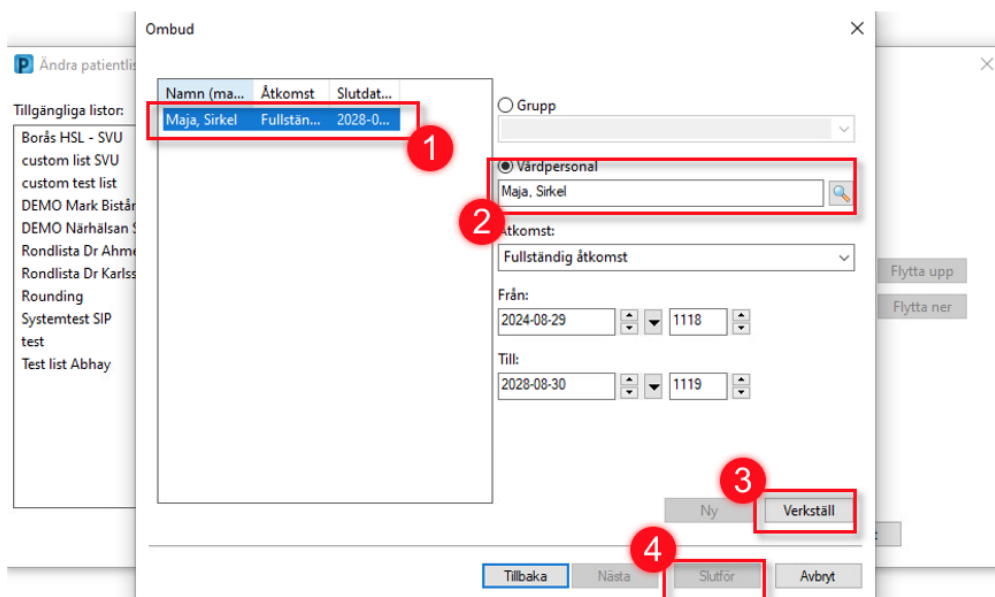 Ombud
Ändra patientlis
Tillgängliga listor:
Borås HSL - SVU
custom list SVU
custom test list
DEMO Mark Bistår
DEMO Närhälsan S
Rondlista Dr Ahme
Rondlista Dr Karlss
Rounding
Systemtest SIP
test
Test list Abhay
Namn (ma... Åtkomst Slutdat...
Maja, Sirkel Fullstän... 2028-0...
1
Grupp
Vårdpersonal
Maja, Sirkel
2
Åtkomst:
Fullständig åtkomst
Från:
2024-08-29 1118
Till:
2028-08-30 1119
Flytta upp
Flytta ner
3
Ny Verkställ
4
Tillbaka Nästa Slutför Avbryt